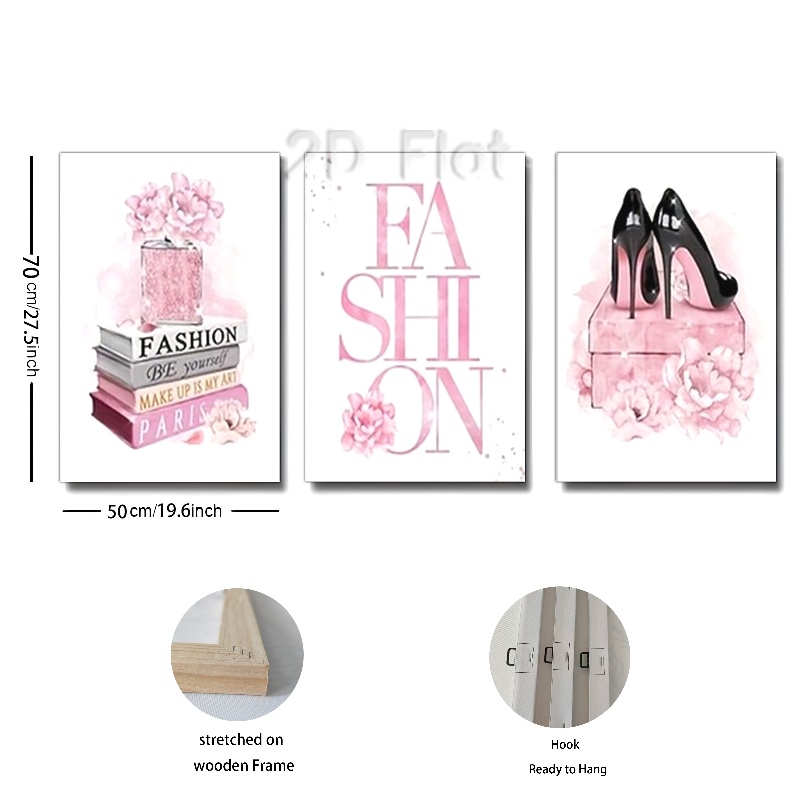 2D Flat
70 cm/27.5inch
FASHION
BE yourself
MAKE UP IS MY ART
PARIS
FA
SHI
ON
50cm/19.6inch
stretched on
wooden Frame
Hook
Ready to Hang